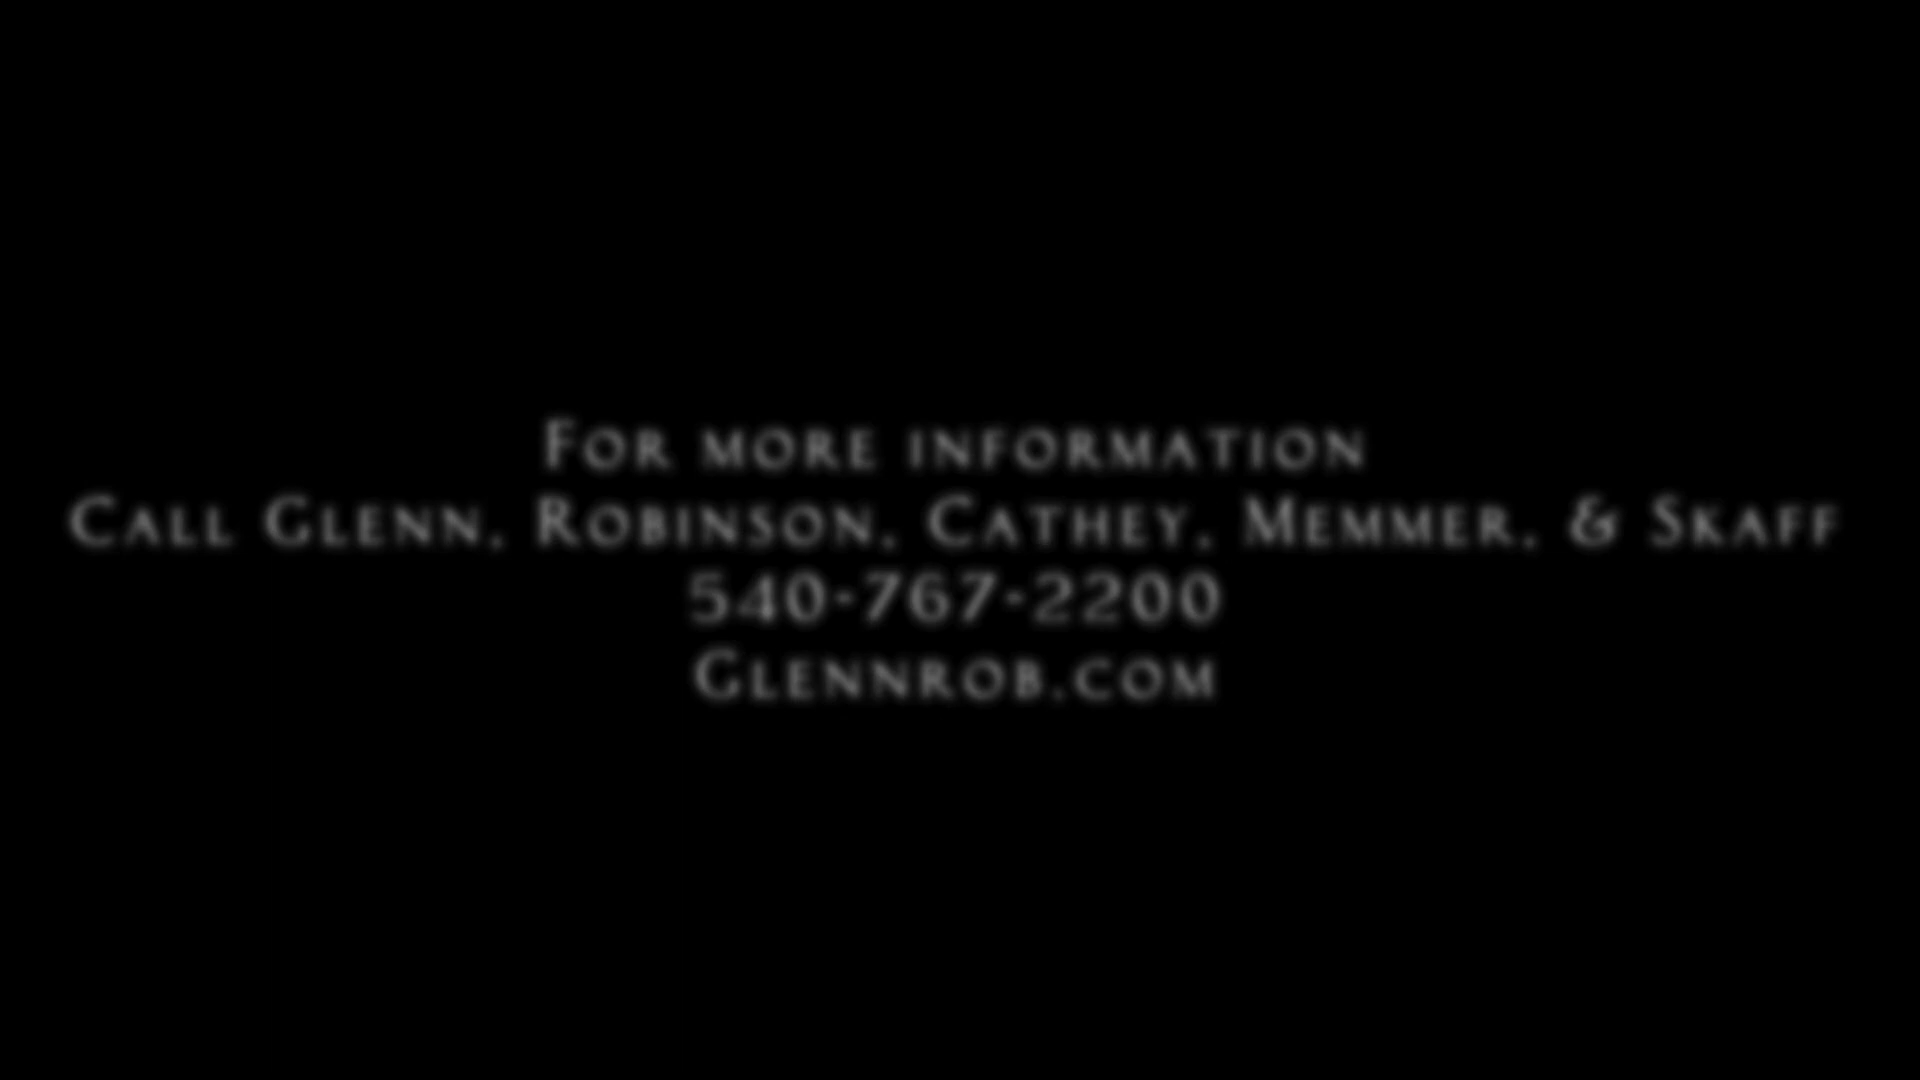 For more information
Call Glenn, Robinson, Cathey, Memmer, & Skaff
540-767-2200
Glennrob.com